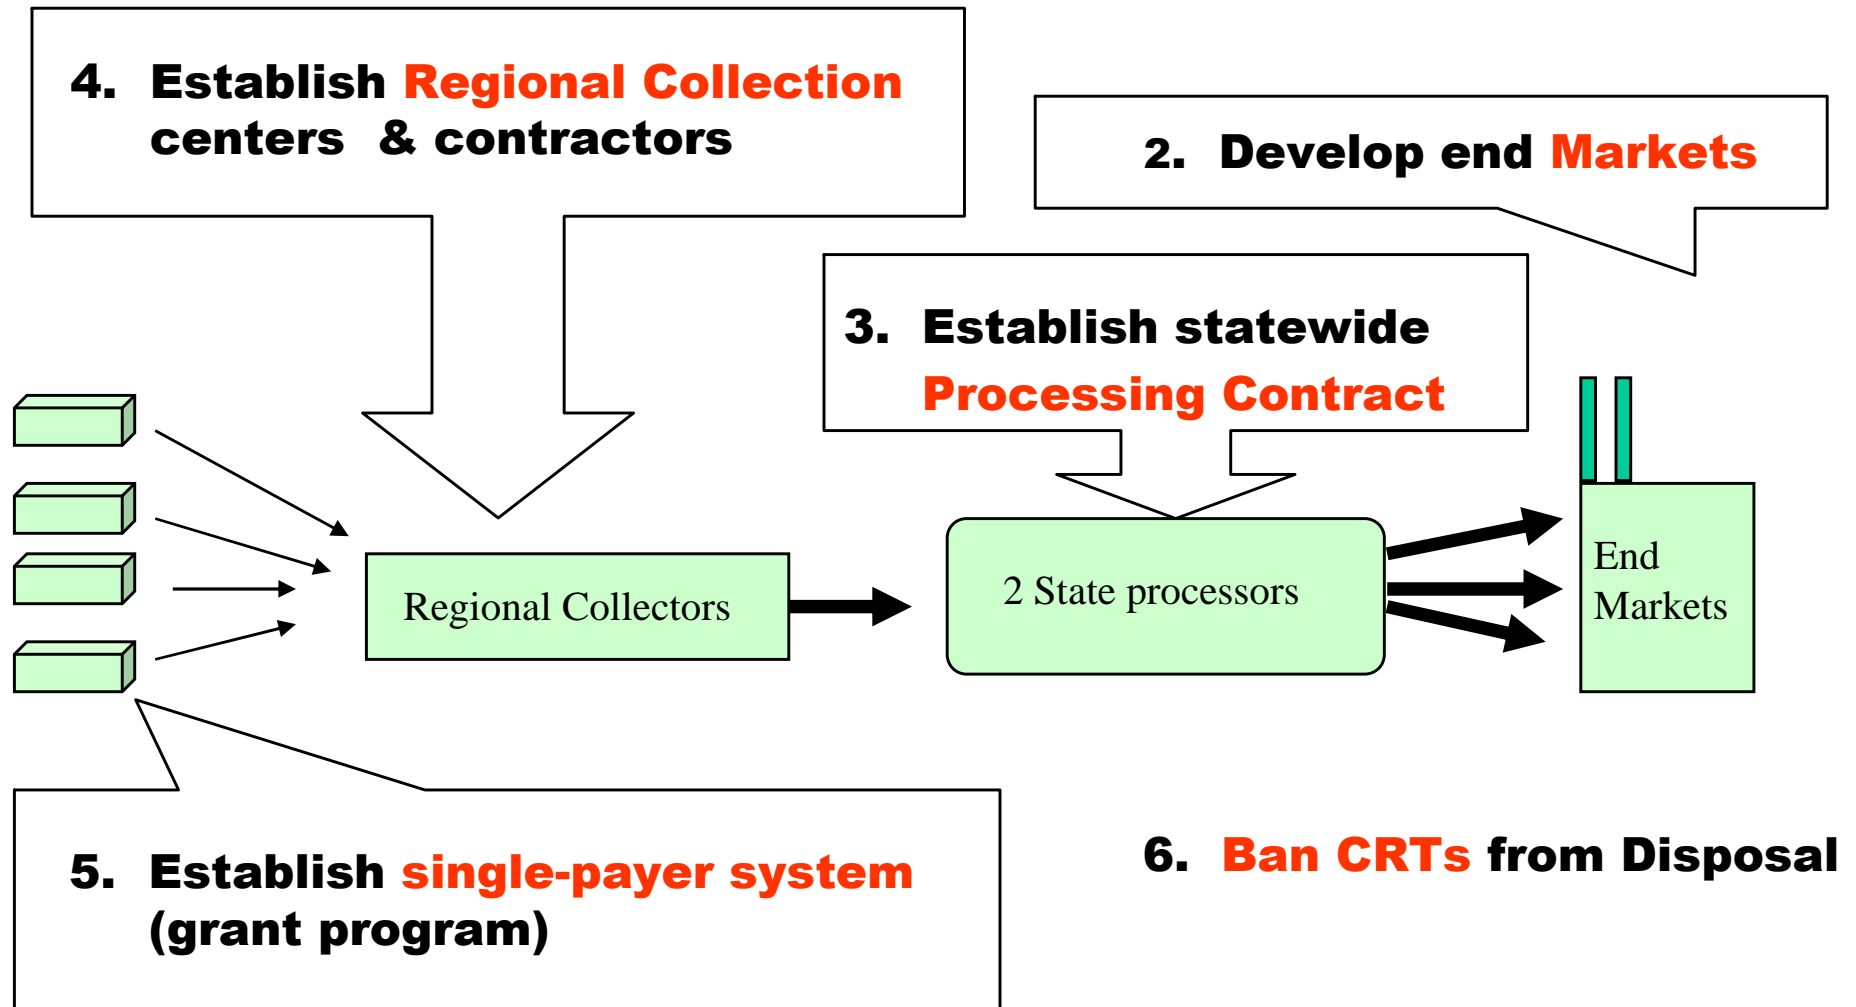 4. Establish Regional Collection
centers & contractors
2. Develop end Markets
3. Establish statewide
Processing Contract
Regional Collectors
2 State processors
End
Markets
5. Establish single-payer system
(grant program)
6. Ban CRTs from Disposal